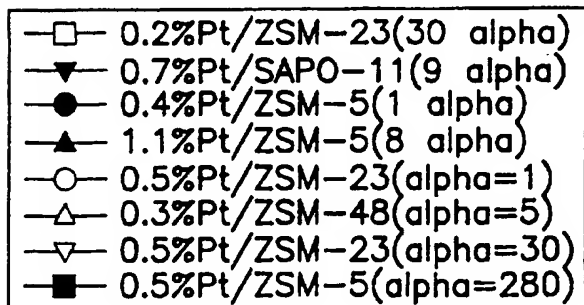 0.2%Pt/ZSM-23(30 alpha)
0.7%Pt/SAPO-11(9 alpha)
0.4%Pt/ZSM-5(1 alpha)
1.1%Pt/ZSM-5(8 alpha)
0.5%Pt/ZSM-23(alpha=1)
0.3%Pt/ZSM-48(alpha=5)
0.5%Pt/ZSM-23(alpha=30)
0.5%Pt/ZSM-5(alpha=280)